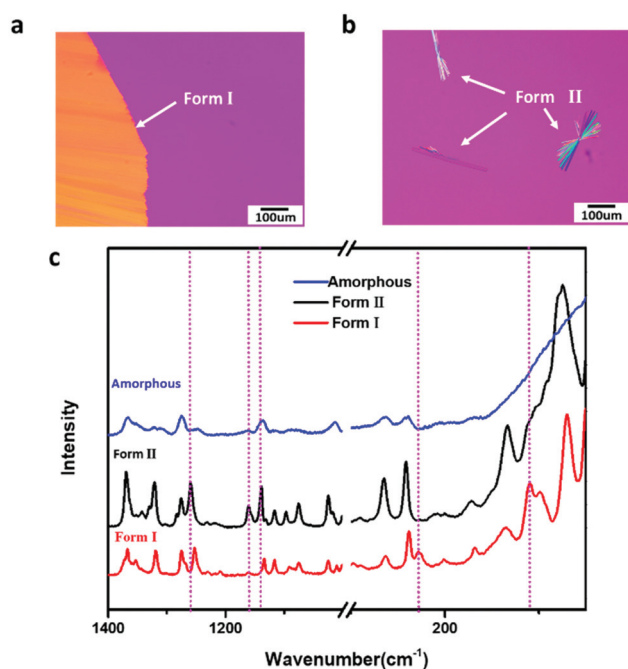 a
b
Form I
Form II
100um
100um
c
Amorphous
Form II
Form I
Amorphous
Form II
Form I
Intensity
1400
1200
200
Wavenumber(cm⁻¹)